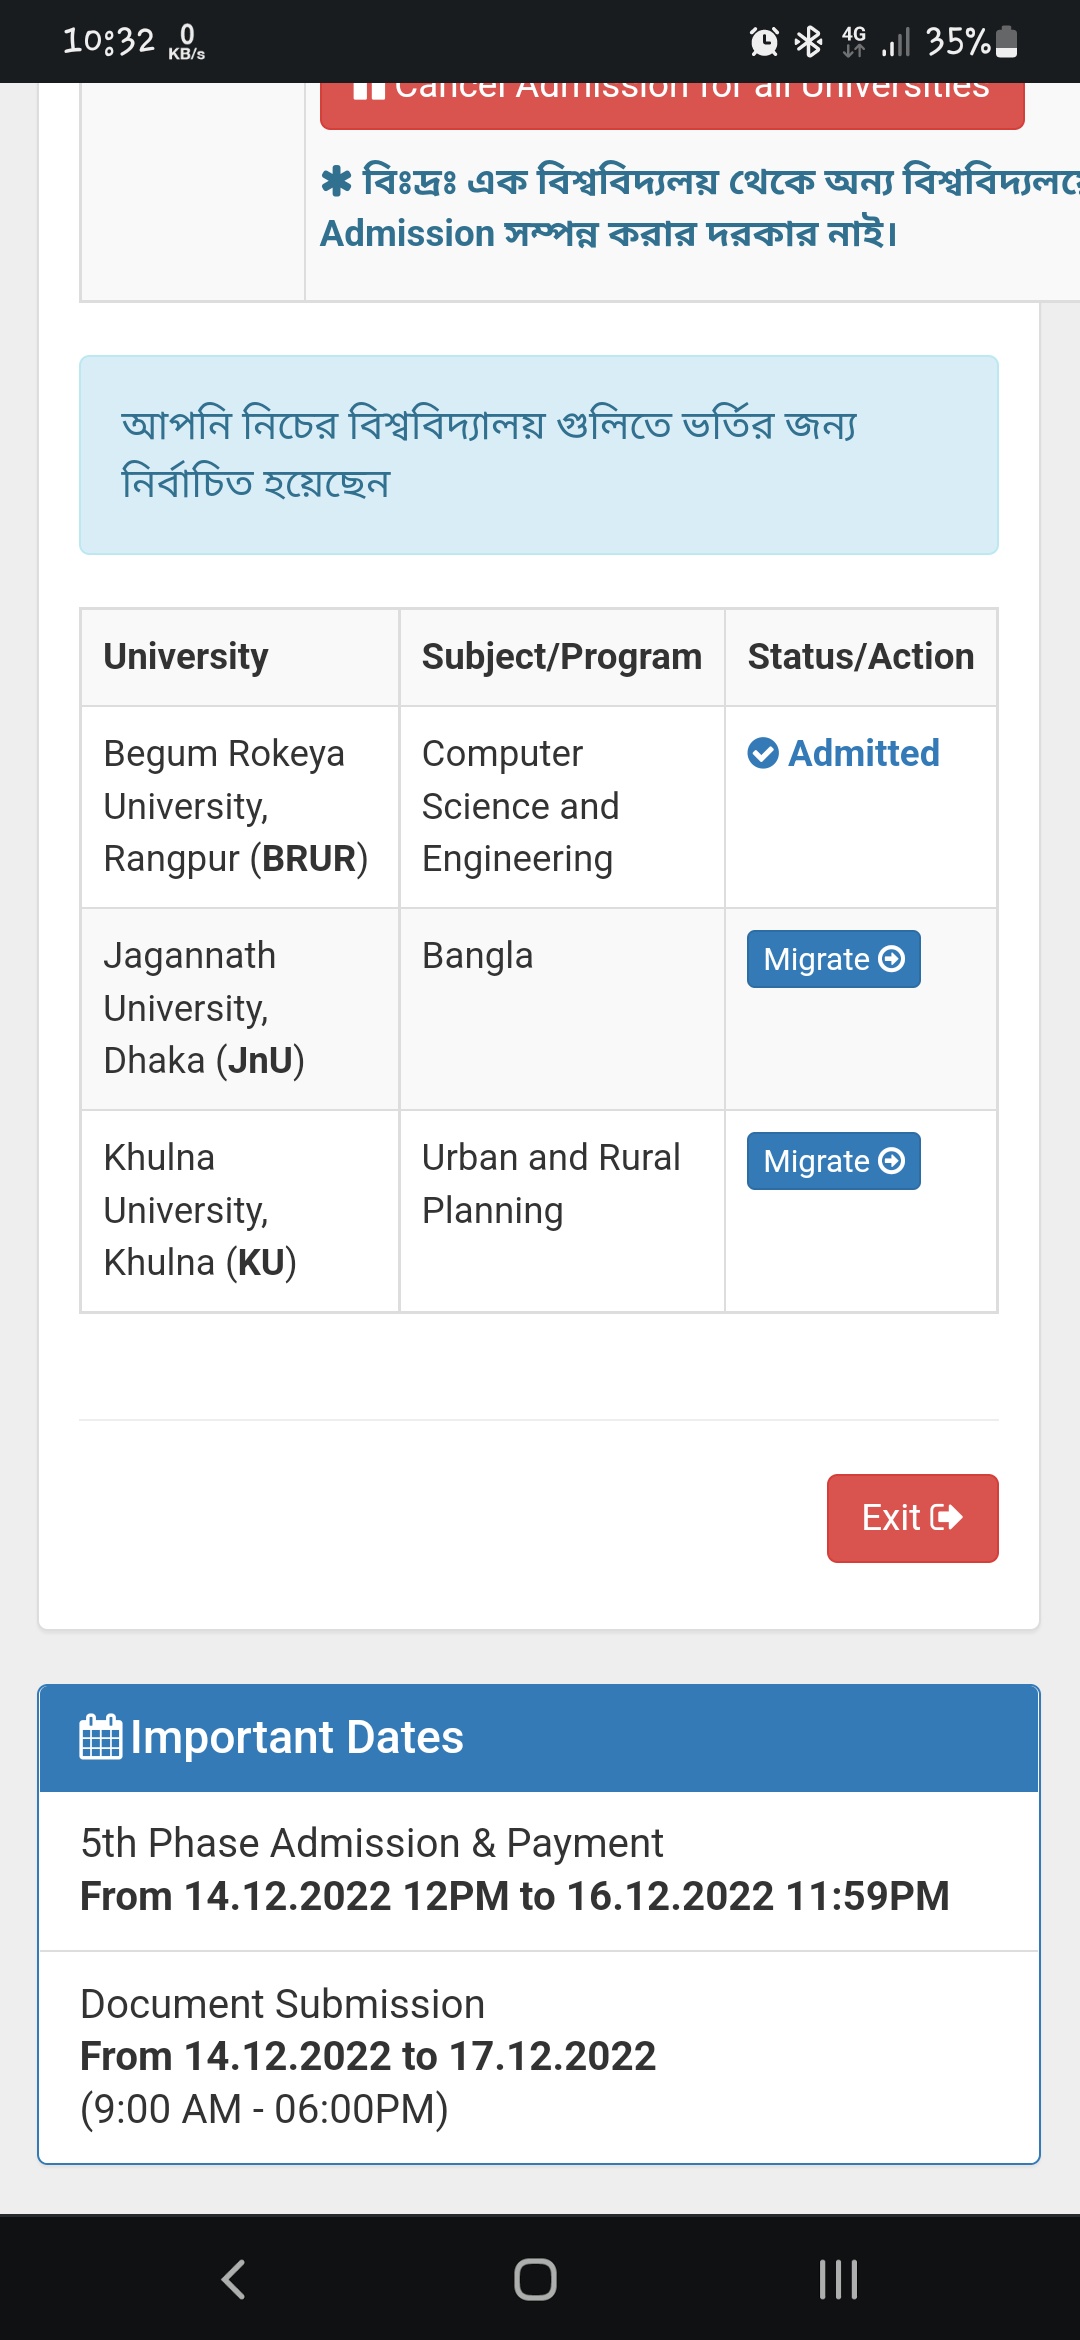 10:32 0 KB/s 4G 35%
Cancel Admission for all Universities
✱ বিঃদ্রঃ এক বিশ্ববিদ্যলয় থেকে অন্য
Admission সম্পন্ন করার দরকার নাই।
আপনি নিচের বিশ্ববিদ্যালয় গুলিতে ভর্তির জন্য
নির্বাচিত হয়েছেন
University Subject/Program Status/Action
Begum Rokeya
University,
Rangpur (BRUR)
Computer
Science and
Engineering
Admitted
Jagannath
University,
Dhaka (JnU)
Bangla
Migrate
Khulna
University,
Khulna (KU)
Urban and Rural
Planning
Migrate
Exit
Important Dates
5th Phase Admission & Payment
From 14.12.2022 12PM to 16.12.2022 11:59PM
Document Submission
From 14.12.2022 to 17.12.2022
(9:00 AM - 06:00PM)